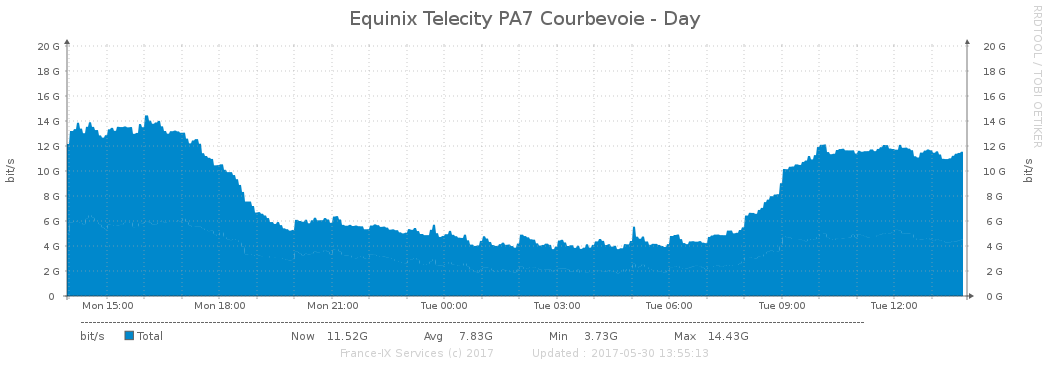 Equinix Telecity PA7 Courbevoie - Day
RRDTOOL / TOBI OETIKER
20 G 20 G
18 G 18 G
16 G 16 G
14 G 14 G
12 G 12 G
10 G 10 G
8 G 8 G
6 G 6 G
4 G 4 G
2 G 2 G
0 0 G
bit/s
bit/s
Mon 15:00 Mon 18:00 Mon 21:00 Tue 00:00 Tue 03:00 Tue 06:00 Tue 09:00 Tue 12:00
bit/s Total Now 11.52G Avg 7.83G Min 3.73G Max 14.43G
France-IX Services (c) 2017 Updated : 2017-05-30 13:55:13